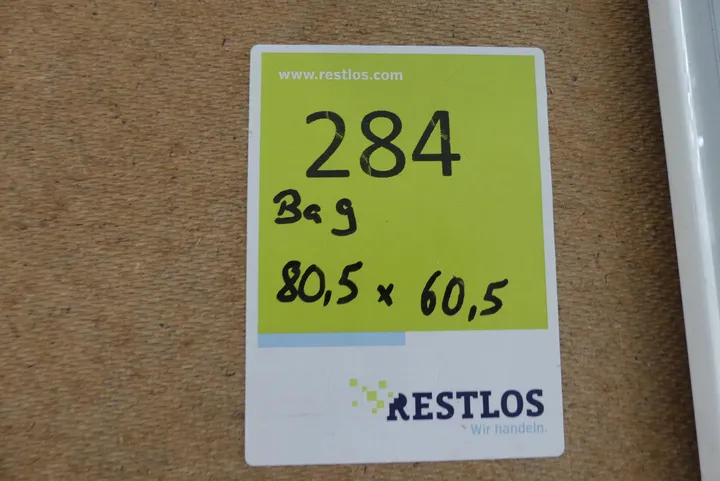 www.restlos.com
284
Bag
80,5 x 60,5
RESTLOS
Wir handeln.